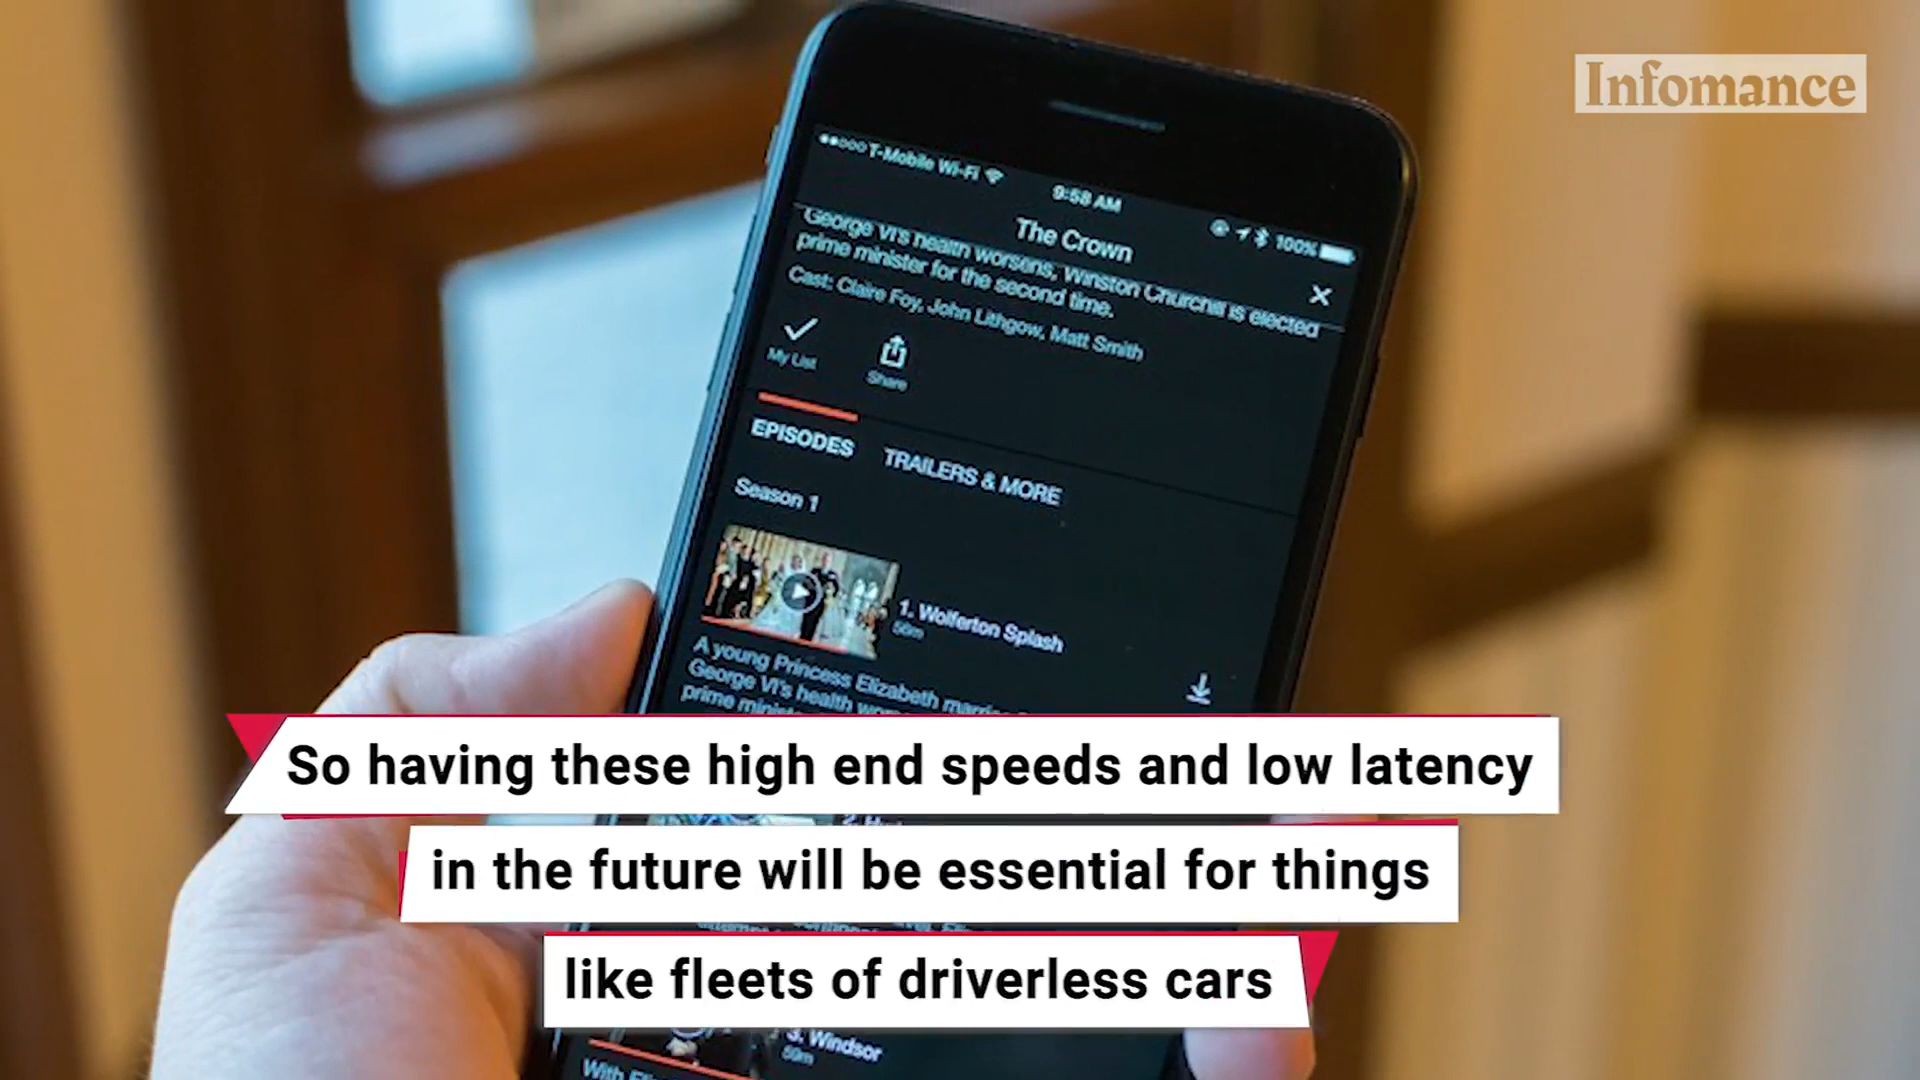 Infomance
T-Mobile Wi-Fi
9:58 AM
100%
The Crown
George VI's health worsens, Winston Churchill is elected
prime minister for the second time.
Cast: Claire Foy, John Lithgow, Matt Smith
My List
Share
EPISODES
TRAILERS & MORE
Season 1
1. Wolferton Splash
56m
A young Princess Elizabeth
George VI's health
prime
So having these high end speeds and low latency
in the future will be essential for things
like fleets of driverless cars
3. Windsor
59m
With